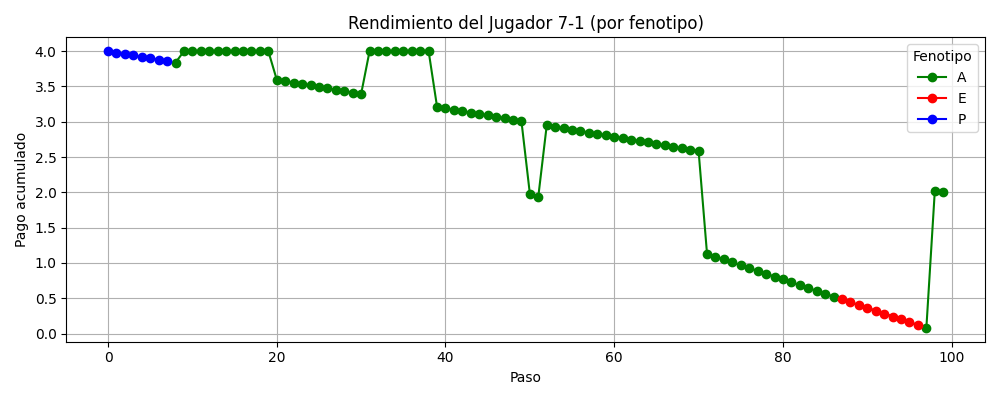 Rendimiento del Jugador 7-1 (por fenotipo)
Pago acumulado
4.0
3.5
3.0
2.5
2.0
1.5
1.0
0.5
0.0
Fenotipo
A
E
P
0
20
40
60
80
100
Paso